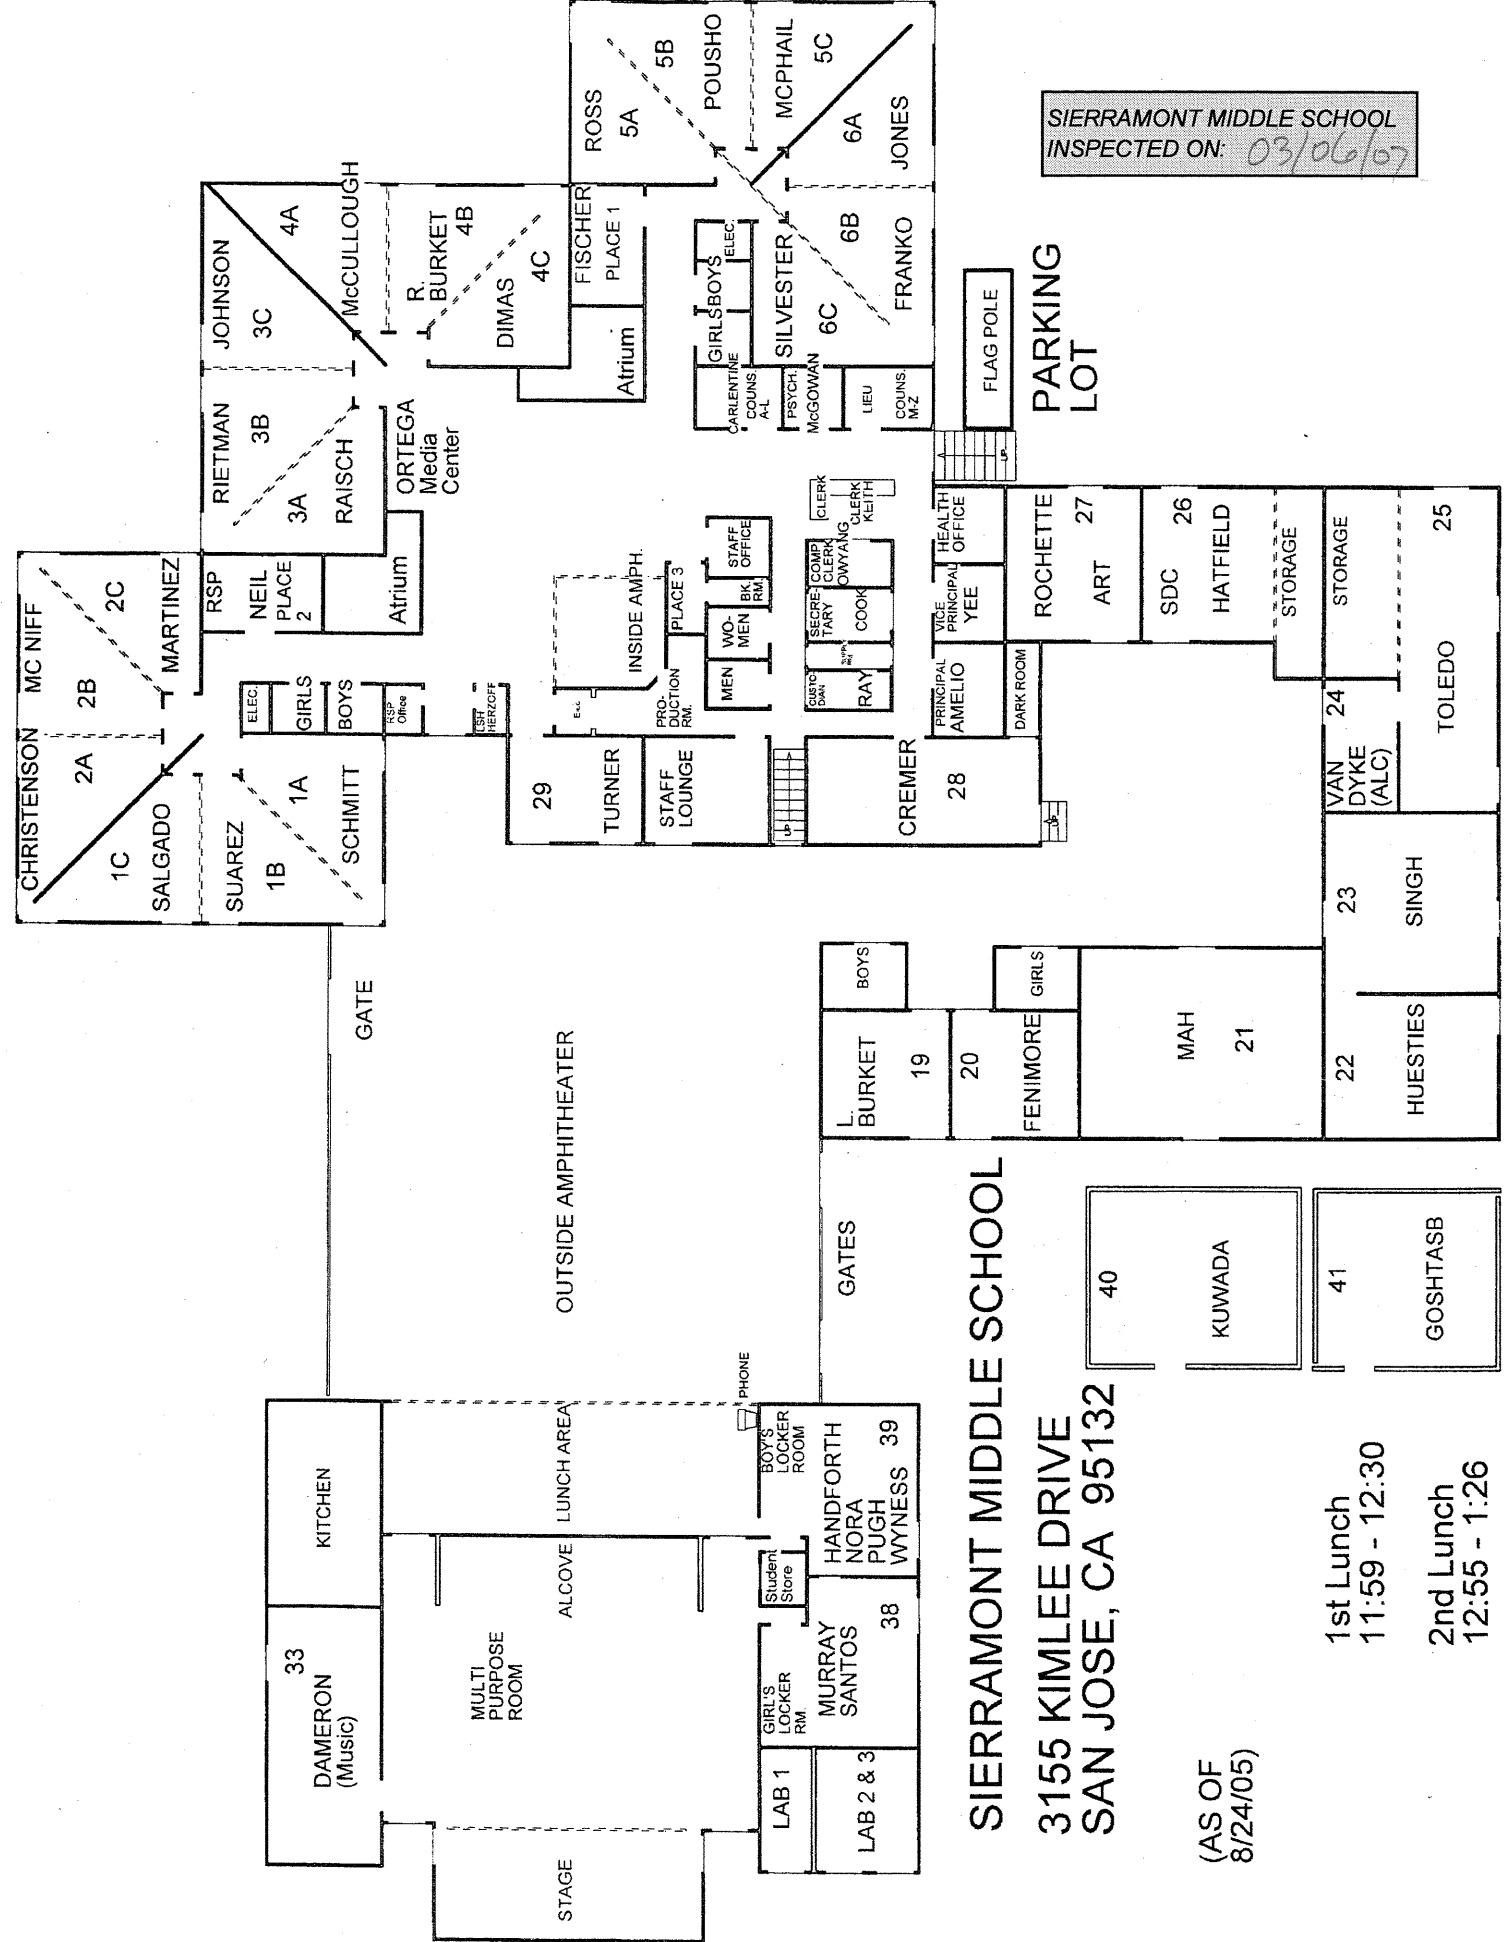 SIERRAMONT MIDDLE SCHOOL
3155 KIMLEE DRIVE
SAN JOSE, CA 95132
(AS OF
8/24/05)
1st Lunch
11:59 - 12:30
2nd Lunch
12:55 - 1:26
SIERRAMONT MIDDLE SCHOOL
INSPECTED ON: 03/06/07
PARKING
LOT
FLAG POLE
UP
CHRISTENSON
2A
MC NIFF
2B
2C
MARTINEZ
1C
SALGADO
SUAREZ
1B
1A
SCHMITT
ELEC.
GIRLS
BOYS
RSP
Office
LSH
HERZOFF
RSP
NEIL
PLACE
2
Atrium
RIETMAN
3B
3A
RAISCH
JOHNSON
3C
4A
McCULLOUGH
R.
BURKET
4B
DIMAS
4C
ORTEGA
Media
Center
FISCHER
PLACE 1
Atrium
ROSS
5A
5B
POUSHO
MCPHAIL
5C
6A
JONES
6B
FRANKO
SILVESTER
6C
GIRLS
BOYS
ELEC.
CARLENTINE
COUNS.
A-L
PSYCH.
McGOWAN
LIEU
COUNS.
M-Z
INSIDE AMPH.
PLACE 3
STAFF
OFFICE
BK.
RM.
WO-
MEN
MEN
PRO-
DUCTION
RM.
29
TURNER
STAFF
LOUNGE
UP
CLERK
CLERK
KEITH
COMP
CLERK
OWYANG
SECRE-
TARY
COOK
CUSTO-
DIAN
RAY
HEALTH
OFFICE
VICE
PRINCIPAL
YEE
PRINCIPAL
AMELIO
DARK ROOM
CREMER
28
UP
ROCHETTE
27
ART
SDC
26
HATFIELD
STORAGE
STORAGE
25
TOLEDO
24
VAN
DYKE
(ALC)
23
SINGH
22
HUESTIES
MAH
21
BOYS
GIRLS
L.
BURKET
19
20
FENIMORE
GATE
OUTSIDE AMPHITHEATER
GATES
40
KUWADA
41
GOSHTASB
KITCHEN
33
DAMERON
(Music)
LUNCH AREA
ALCOVE
MULTI
PURPOSE
ROOM
STAGE
PHONE
BOY'S
LOCKER
ROOM
HANDFORTH
NORA
PUGH
WYNESS
39
Student
Store
GIRL'S
LOCKER
RM.
MURRAY
SANTOS
38
LAB 1
LAB 2 & 3